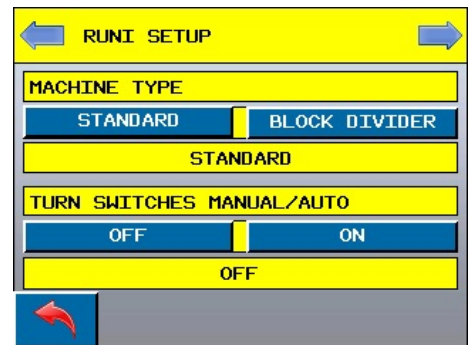 RUNI SETUP
MACHINE TYPE
STANDARD BLOCK DIVIDER
STANDARD
TURN SWITCHES MANUAL/AUTO
OFF ON
OFF